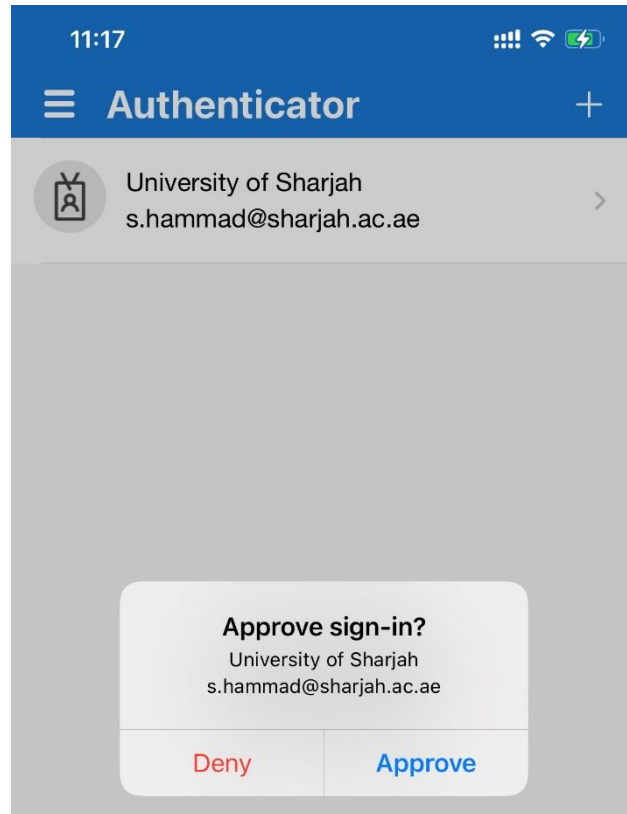 11:17
Authenticator
University of Sharjah
s.hammad@sharjah.ac.ae
Approve sign-in?
University of Sharjah
s.hammad@sharjah.ac.ae
Deny Approve